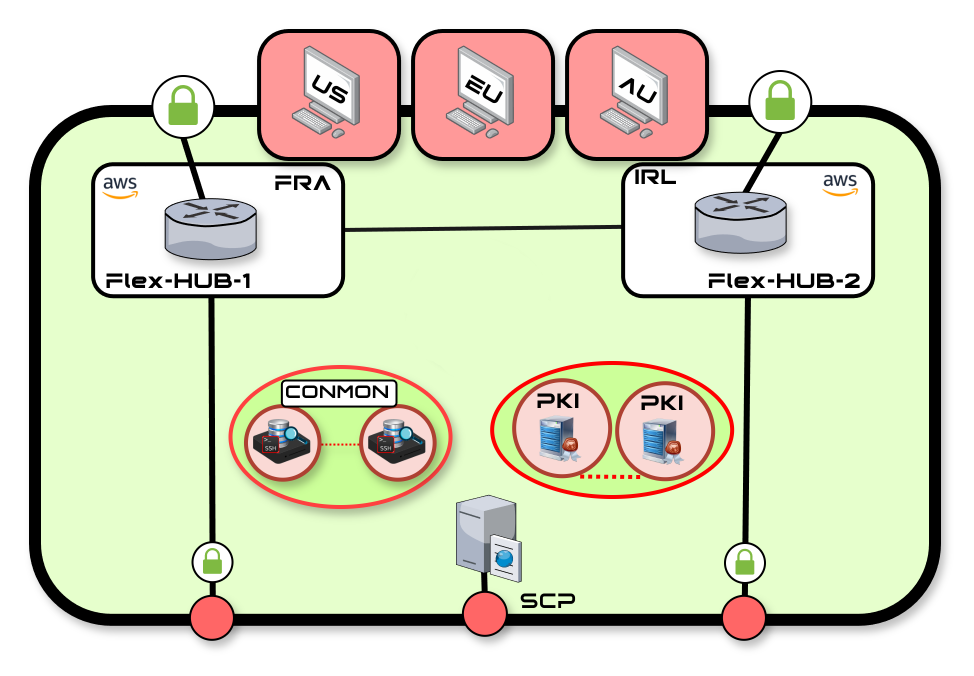 US
EU
AU
aws
FRA
Flex-HUB-1
IRL
aws
Flex-HUB-2
CONMON
>_
SSH
>_
SSH
PKI
PKI
SCP